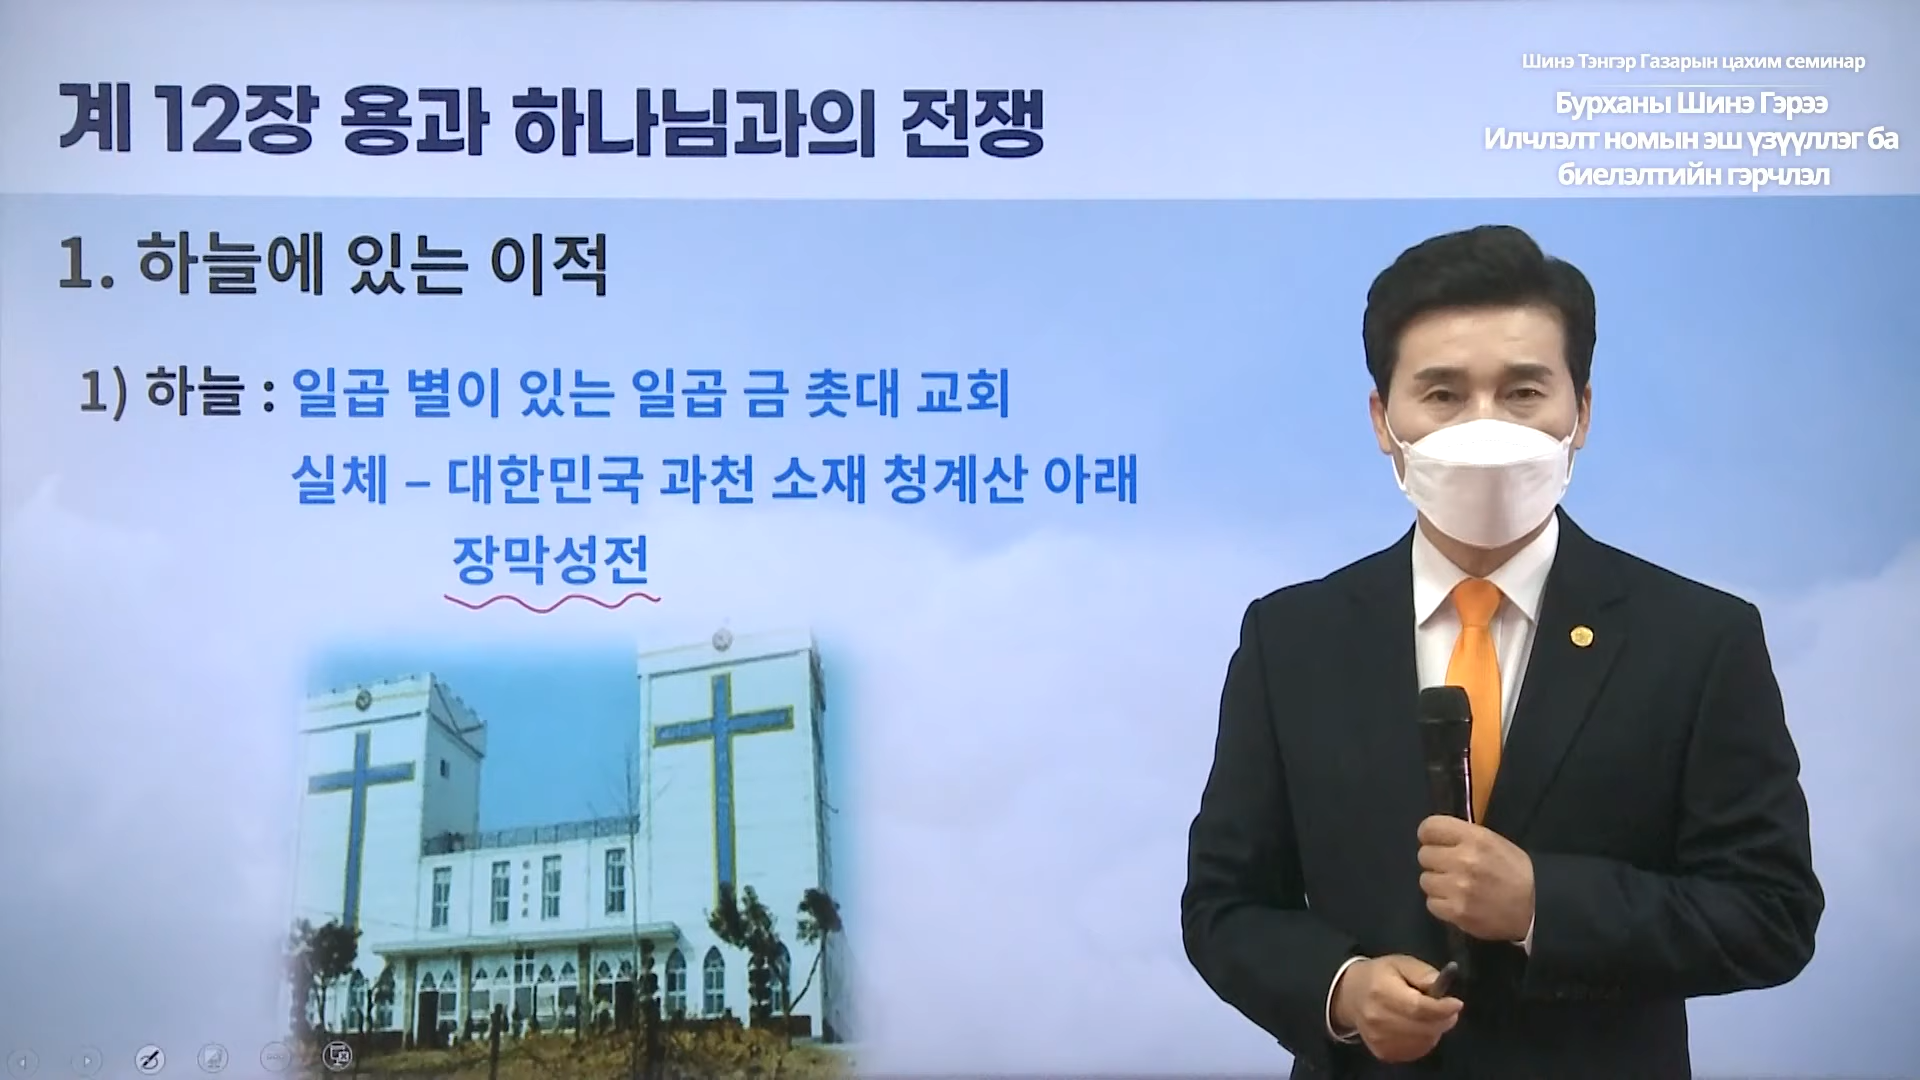 계 12장 용과 하나님과의 전쟁
Шинэ Тэнгэр Газарын цахим семинар
Бурханы Шинэ Гэрээ
Илчлэлт номын эш үзүүллэг ба
биелэлтийн гэрчлэл
1. 하늘에 있는 이적
1) 하늘 : 일곱 별이 있는 일곱 금 촛대 교회
실체 – 대한민국 과천 소재 청계산 아래
장막성전